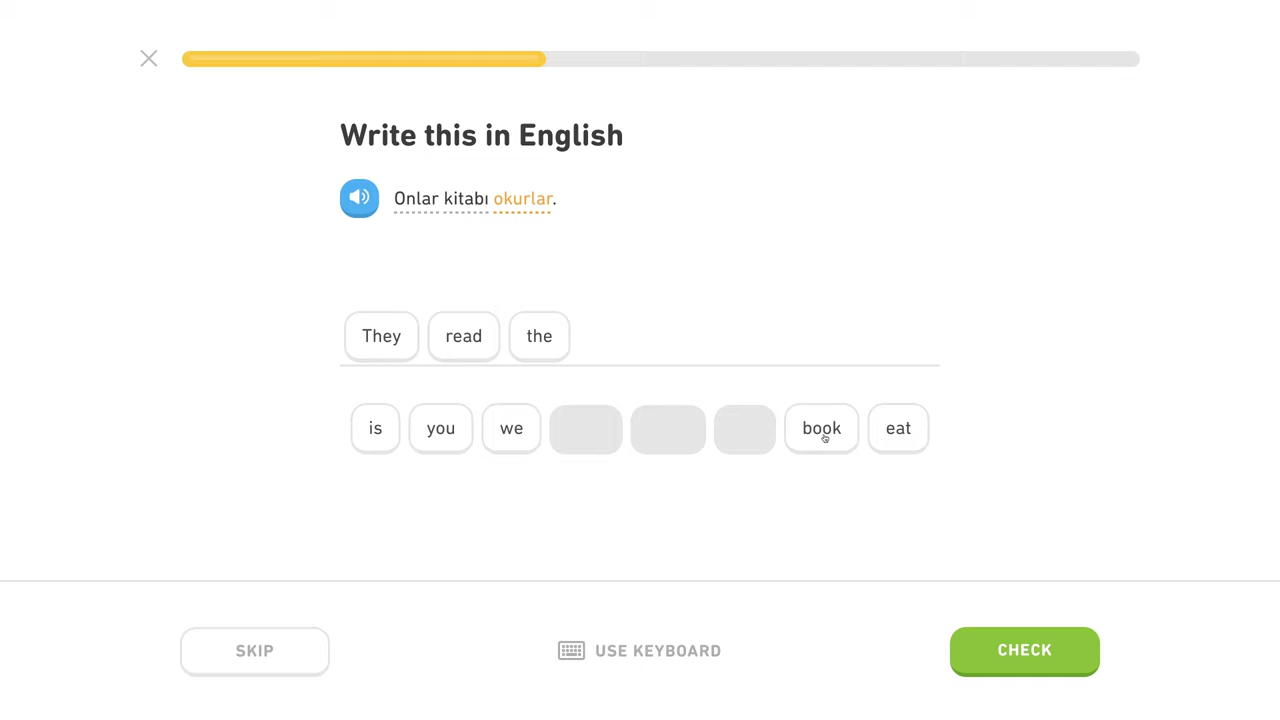 Write this in English
Onlar kitabı okurlar.
They read the
is you we book eat
SKIP USE KEYBOARD CHECK